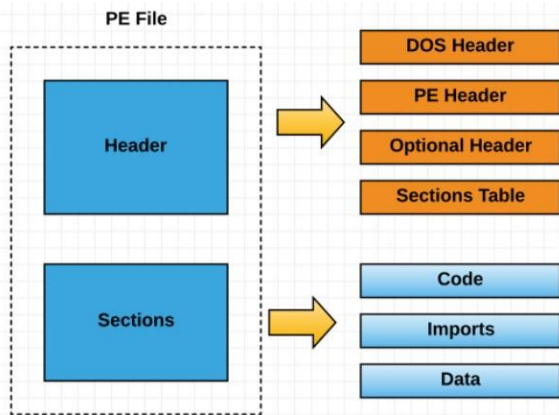 PE File
Header
DOS Header
PE Header
Optional Header
Sections Table
Sections
Code
Imports
Data